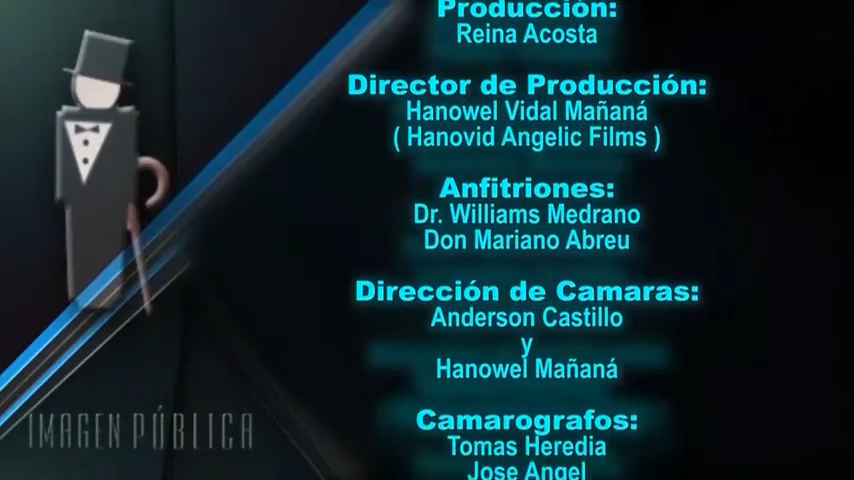 Producción:
Reina Acosta
Director de Producción:
Hanowel Vidal Mañaná
( Hanovid Angelic Films )
Anfitriones:
Dr. Williams Medrano
Don Mariano Abreu
Dirección de Camaras:
Anderson Castillo
y
Hanowel Mañaná
Camarografos:
Tomas Heredia
Jose Angel
IMAGEN PÚBLICA